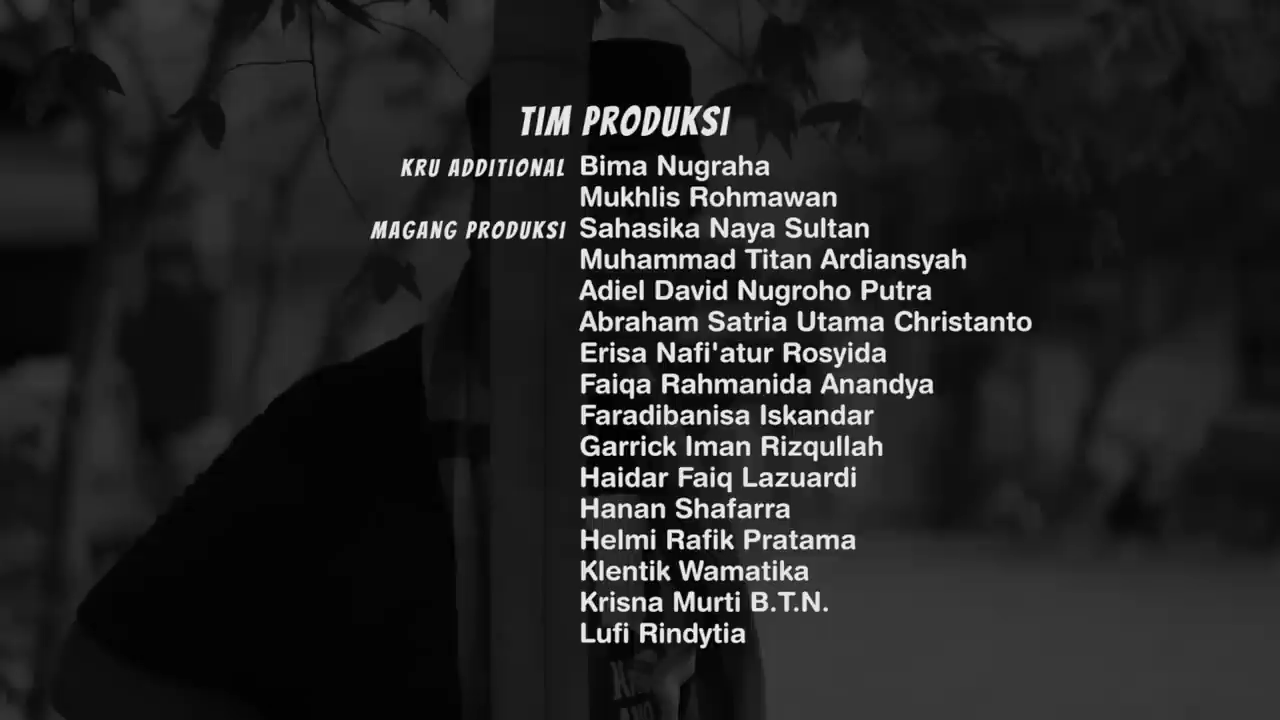 TIM PRODUKSI
KRU ADDITIONAL Bima Nugraha
Mukhlis Rohmawan
MAGANG PRODUKSI Sahasika Naya Sultan
Muhammad Titan Ardiansyah
Adiel David Nugroho Putra
Abraham Satria Utama Christanto
Erisa Nafi'atur Rosyida
Faiqa Rahmanida Anandya
Faradibanisa Iskandar
Garrick Iman Rizqullah
Haidar Faiq Lazuardi
Hanan Shafarra
Helmi Rafik Pratama
Klentik Wamatika
Krisna Murti B.T.N.
Lufi Rindytia